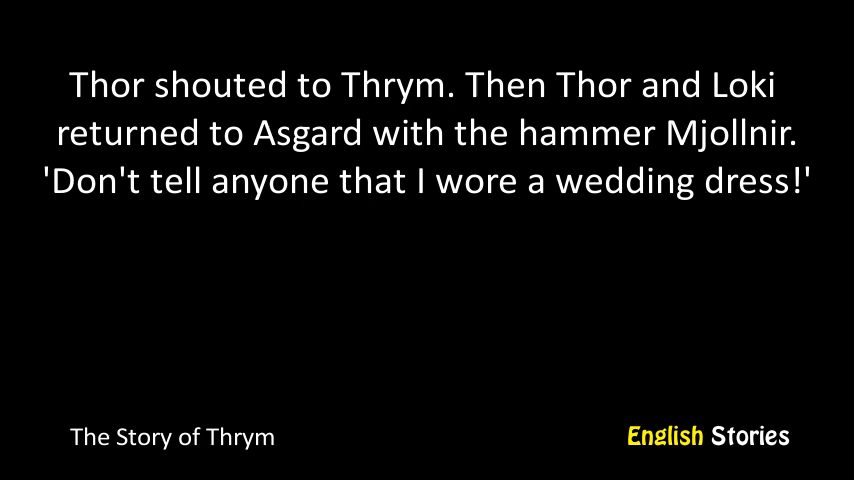 Thor shouted to Thrym. Then Thor and Loki
returned to Asgard with the hammer Mjollnir.
'Don't tell anyone that I wore a wedding dress!'
The Story of Thrym
English Stories